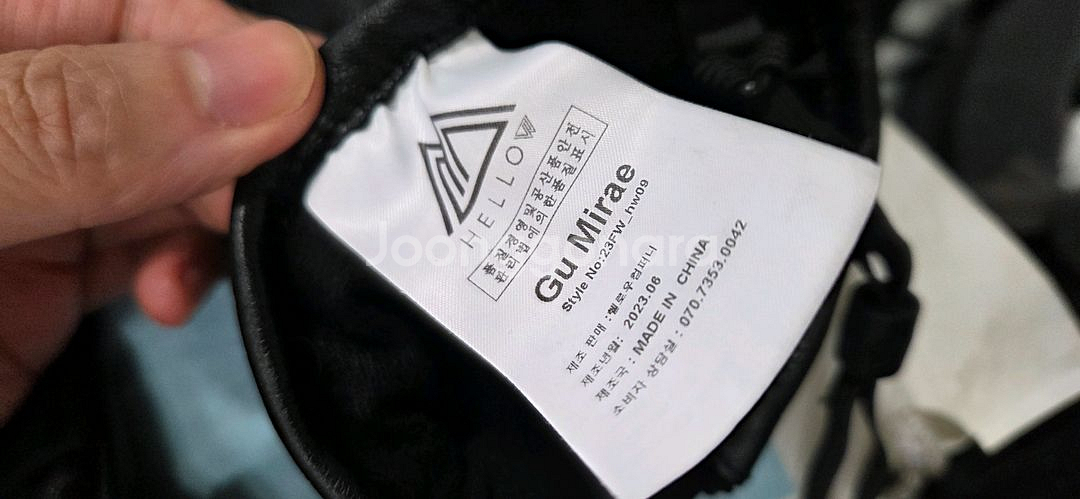 HELLOW
품질경영및공산품안전
관리법에의한품질표시
Gu Mirae
Style No:23FW_hw09
제조 판매 :헬로우컴퍼니
제조년월: 2023.06
제조국 : MADE IN CHINA
소비자 상담실 : 070.7353.0042
Joonggonara